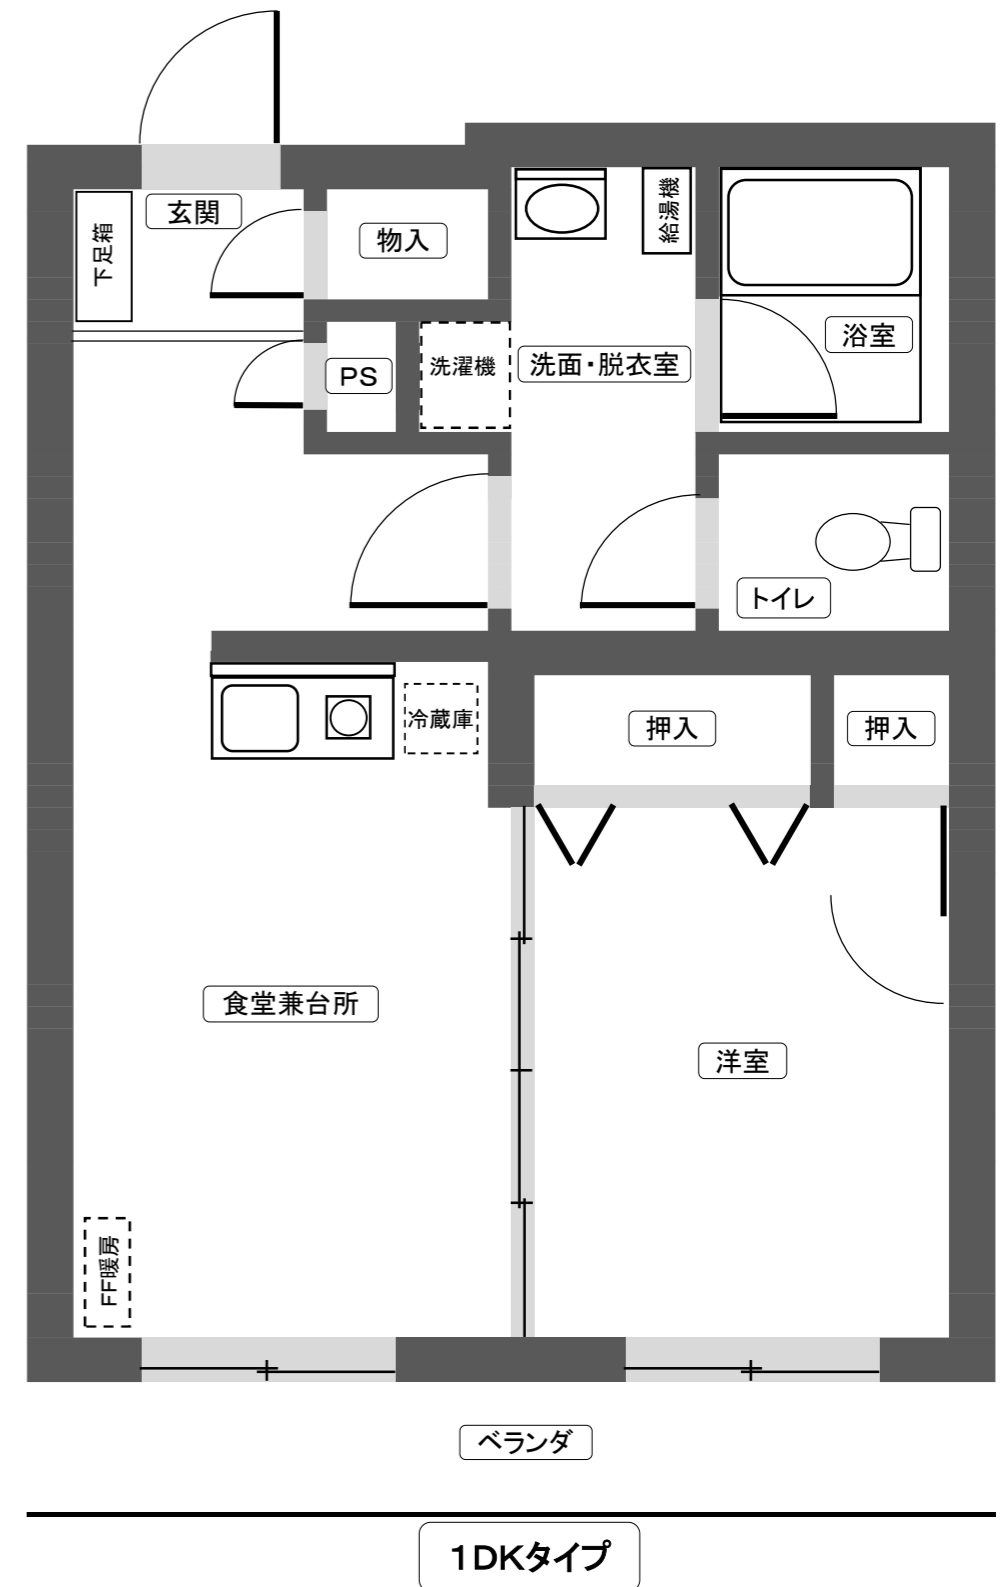 玄関
下足箱
物入
給湯機
浴室
PS
洗濯機
洗面・脱衣室
トイレ
冷蔵庫
押入
押入
食堂兼台所
洋室
FF暖房
ベランダ
1DKタイプ